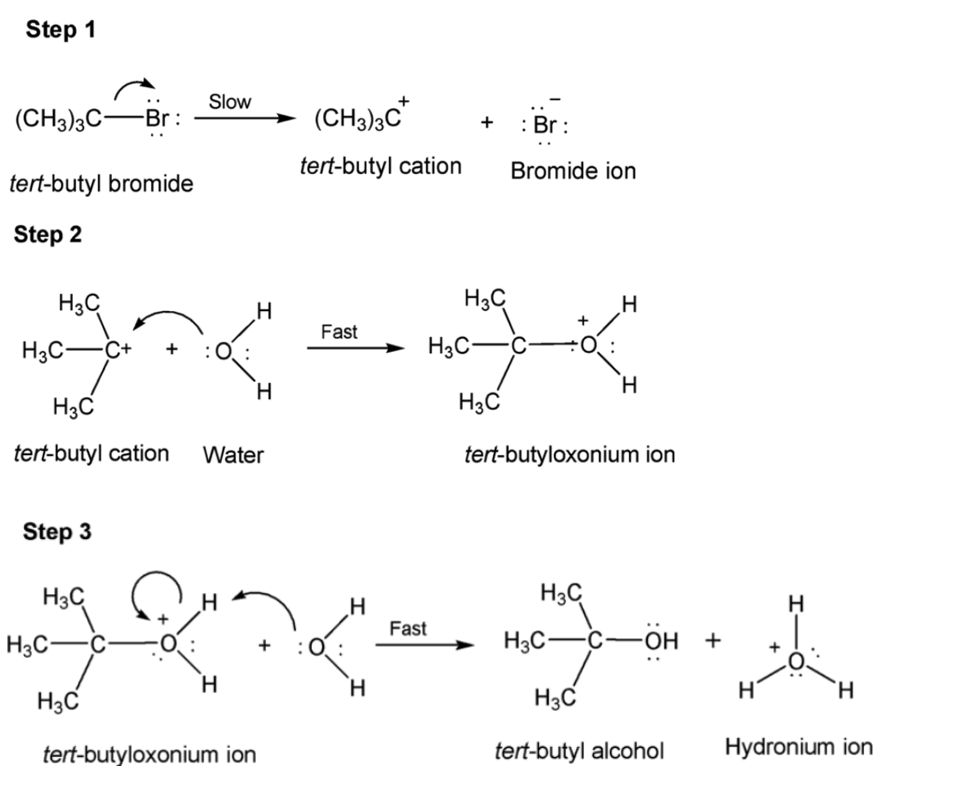 Step 1
(CH3)3C—Br: Slow (CH3)3C+ + :Br:−
tert-butyl bromide tert-butyl cation Bromide ion
Step 2
H3C H H3C H
H3C—C+ + :O: Fast H3C—C—:O: +
H3C H H3C H
tert-butyl cation Water tert-butyloxonium ion
Step 3
H3C H H H3C H
H3C—C—O: + + :O: Fast H3C—C—ÖH + +O
H3C H H H3C H H
tert-butyloxonium ion tert-butyl alcohol Hydronium ion